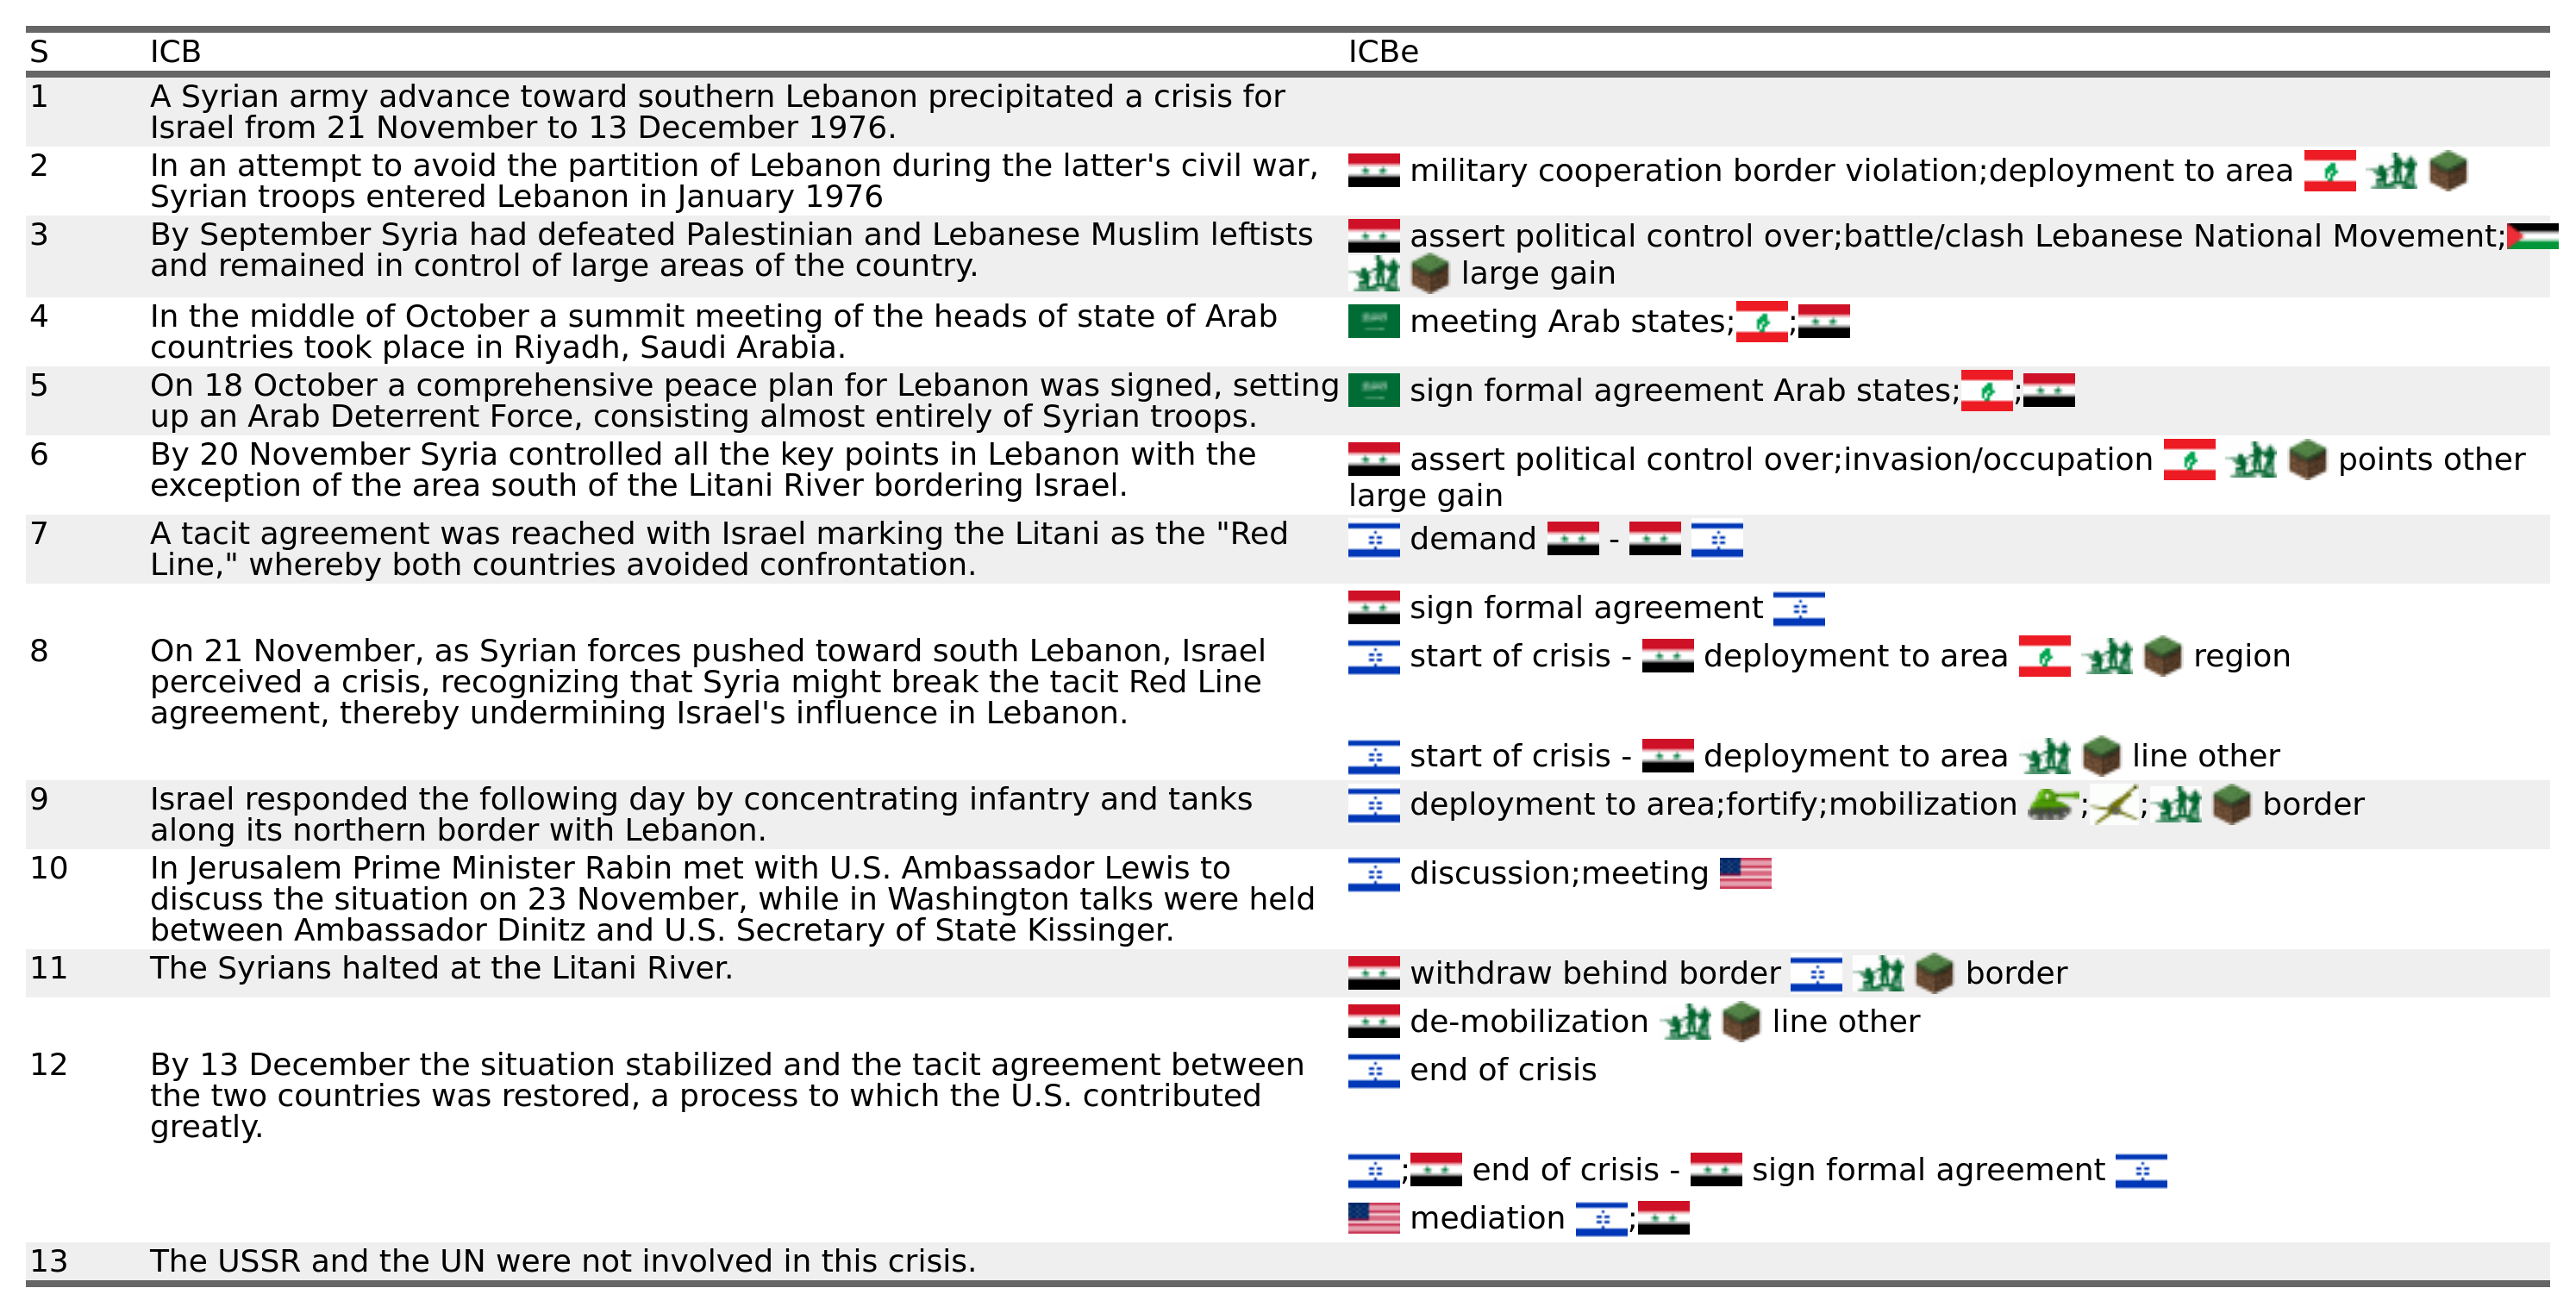 S ICB ICBe
1 A Syrian army advance toward southern Lebanon precipitated a crisis for
Israel from 21 November to 13 December 1976.
2 In an attempt to avoid the partition of Lebanon during the latter's civil war,
Syrian troops entered Lebanon in January 1976
military cooperation border violation;deployment to area
3 By September Syria had defeated Palestinian and Lebanese Muslim leftists
and remained in control of large areas of the country.
assert political control over;battle/clash Lebanese National Movement;
large gain
4 In the middle of October a summit meeting of the heads of state of Arab
countries took place in Riyadh, Saudi Arabia.
meeting Arab states; ;
5 On 18 October a comprehensive peace plan for Lebanon was signed, setting
up an Arab Deterrent Force, consisting almost entirely of Syrian troops.
sign formal agreement Arab states; ;
6 By 20 November Syria controlled all the key points in Lebanon with the
exception of the area south of the Litani River bordering Israel.
assert political control over;invasion/occupation points other
large gain
7 A tacit agreement was reached with Israel marking the Litani as the "Red
Line," whereby both countries avoided confrontation.
demand -
sign formal agreement
8 On 21 November, as Syrian forces pushed toward south Lebanon, Israel
perceived a crisis, recognizing that Syria might break the tacit Red Line
agreement, thereby undermining Israel's influence in Lebanon.
start of crisis - deployment to area region
start of crisis - deployment to area line other
9 Israel responded the following day by concentrating infantry and tanks
along its northern border with Lebanon.
deployment to area;fortify;mobilization ; ; border
10 In Jerusalem Prime Minister Rabin met with U.S. Ambassador Lewis to
discuss the situation on 23 November, while in Washington talks were held
between Ambassador Dinitz and U.S. Secretary of State Kissinger.
discussion;meeting
11 The Syrians halted at the Litani River.
withdraw behind border border
de-mobilization line other
12 By 13 December the situation stabilized and the tacit agreement between
the two countries was restored, a process to which the U.S. contributed
greatly.
end of crisis
; end of crisis - sign formal agreement
mediation ;
13 The USSR and the UN were not involved in this crisis.